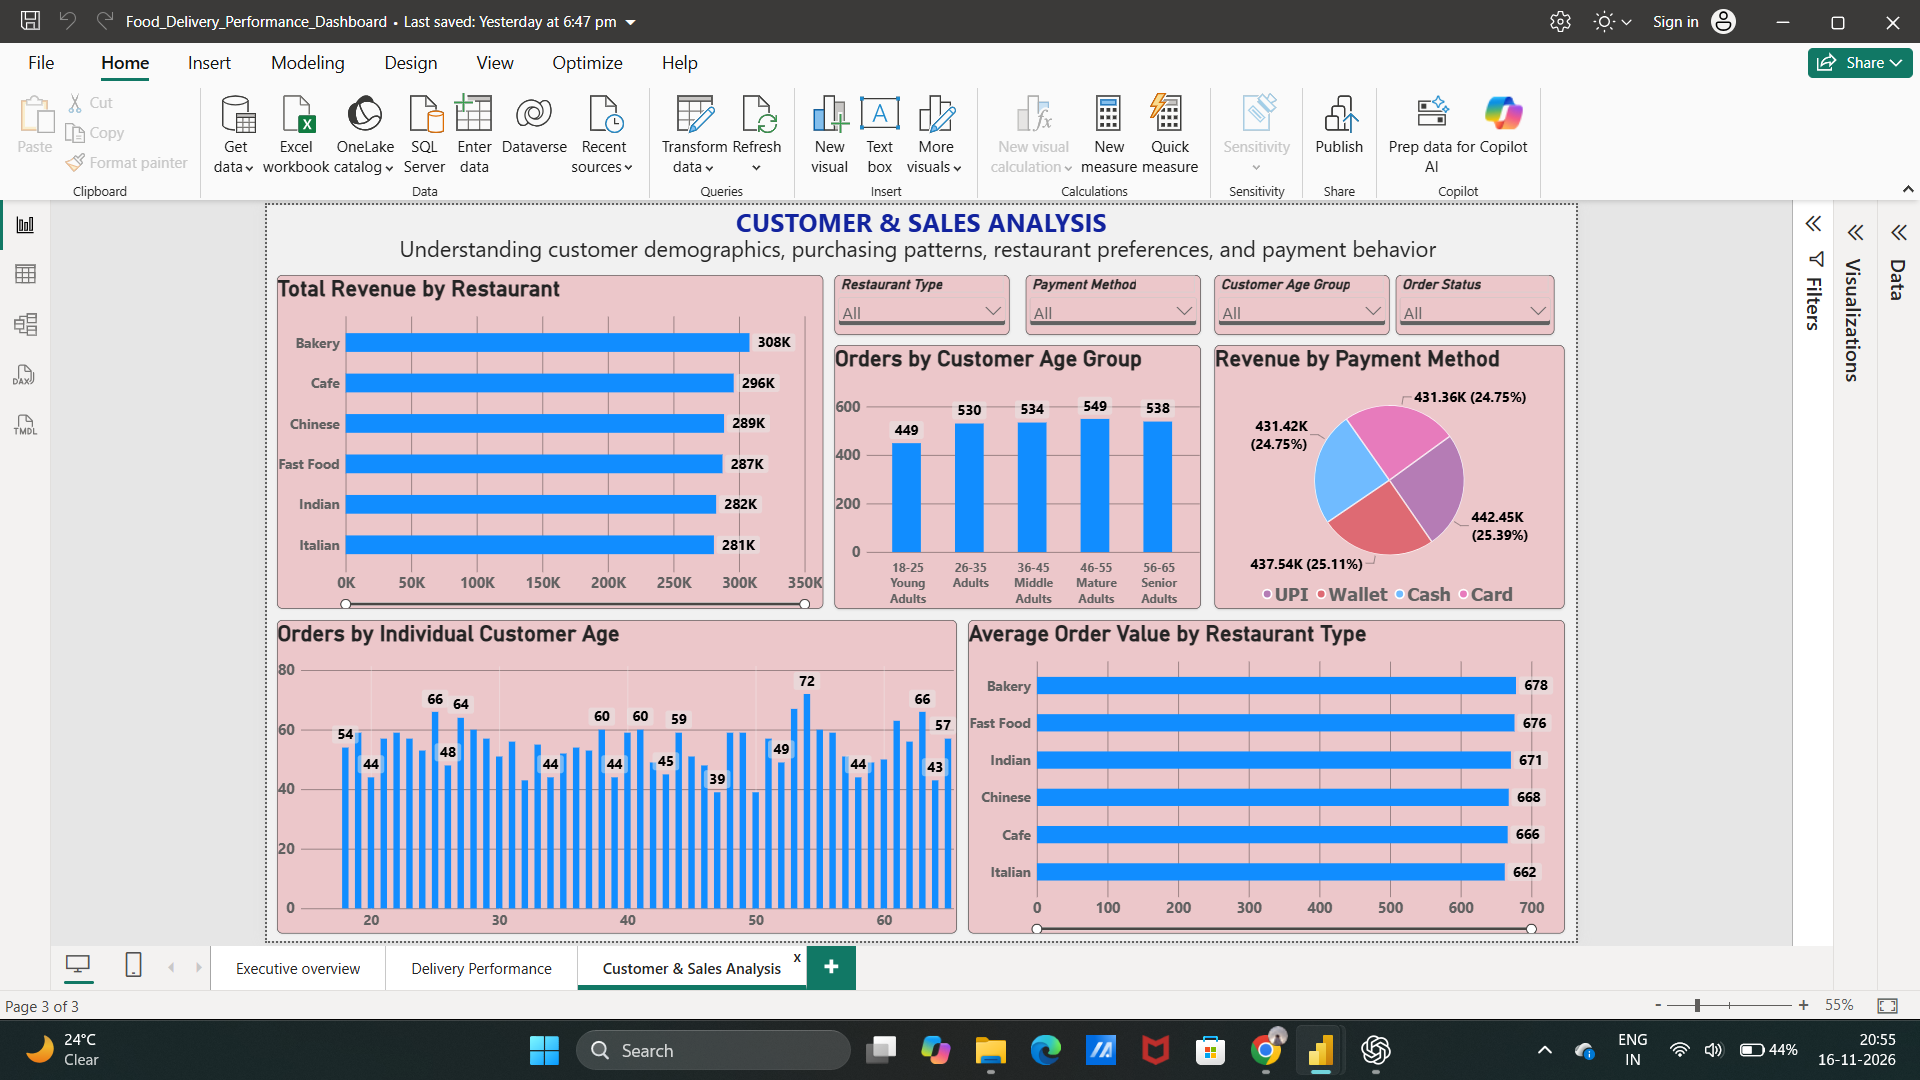 Food_Delivery_Performance_Dashboard • Last saved: Yesterday at 6:47 pm
Sign in
File Home Insert Modeling Design View Optimize Help
Share
Paste
Cut
Copy
Format painter
Clipboard
Get data
Excel workbook
OneLake catalog
SQL Server
Enter data
Dataverse
Recent sources
Data
Transform data
Refresh
Queries
New visual
Text box
More visuals
Insert
New visual calculation
New measure
Quick measure
Calculations
Sensitivity
Sensitivity
Publish
Share
Prep data for AI
Copilot
Copilot
CUSTOMER & SALES ANALYSIS
Understanding customer demographics, purchasing patterns, restaurant preferences, and payment behavior
Total Revenue by Restaurant
Bakery 308K
Cafe 296K
Chinese 289K
Fast Food 287K
Indian 282K
Italian 281K
0K 50K 100K 150K 200K 250K 300K 350K
Restaurant Type
All
Payment Method
All
Customer Age Group
All
Order Status
All
Orders by Customer Age Group
600
400
200
0
449 530 534 549 538
18-25 Young Adults
26-35 Adults
36-45 Middle Adults
46-55 Mature Adults
56-65 Senior Adults
Revenue by Payment Method
431.36K (24.75%)
431.42K (24.75%)
442.45K (25.39%)
437.54K (25.11%)
UPI Wallet Cash Card
Orders by Individual Customer Age
80
60
40
20
0
54 44 66 48 64 44 60 44 60 45 59 39 49 72 44 66 43 57
20 30 40 50 60
Average Order Value by Restaurant Type
Bakery 678
Fast Food 676
Indian 671
Chinese 668
Cafe 666
Italian 662
0 100 200 300 400 500 600 700
Filters
Visualizations
Data
DAX
TMDL
Executive overview
Delivery Performance
Customer & Sales Analysis
x
+
Page 3 of 3
- + 55%
24°C
Clear
Search
ENG
IN
44%
20:55
16-11-2026